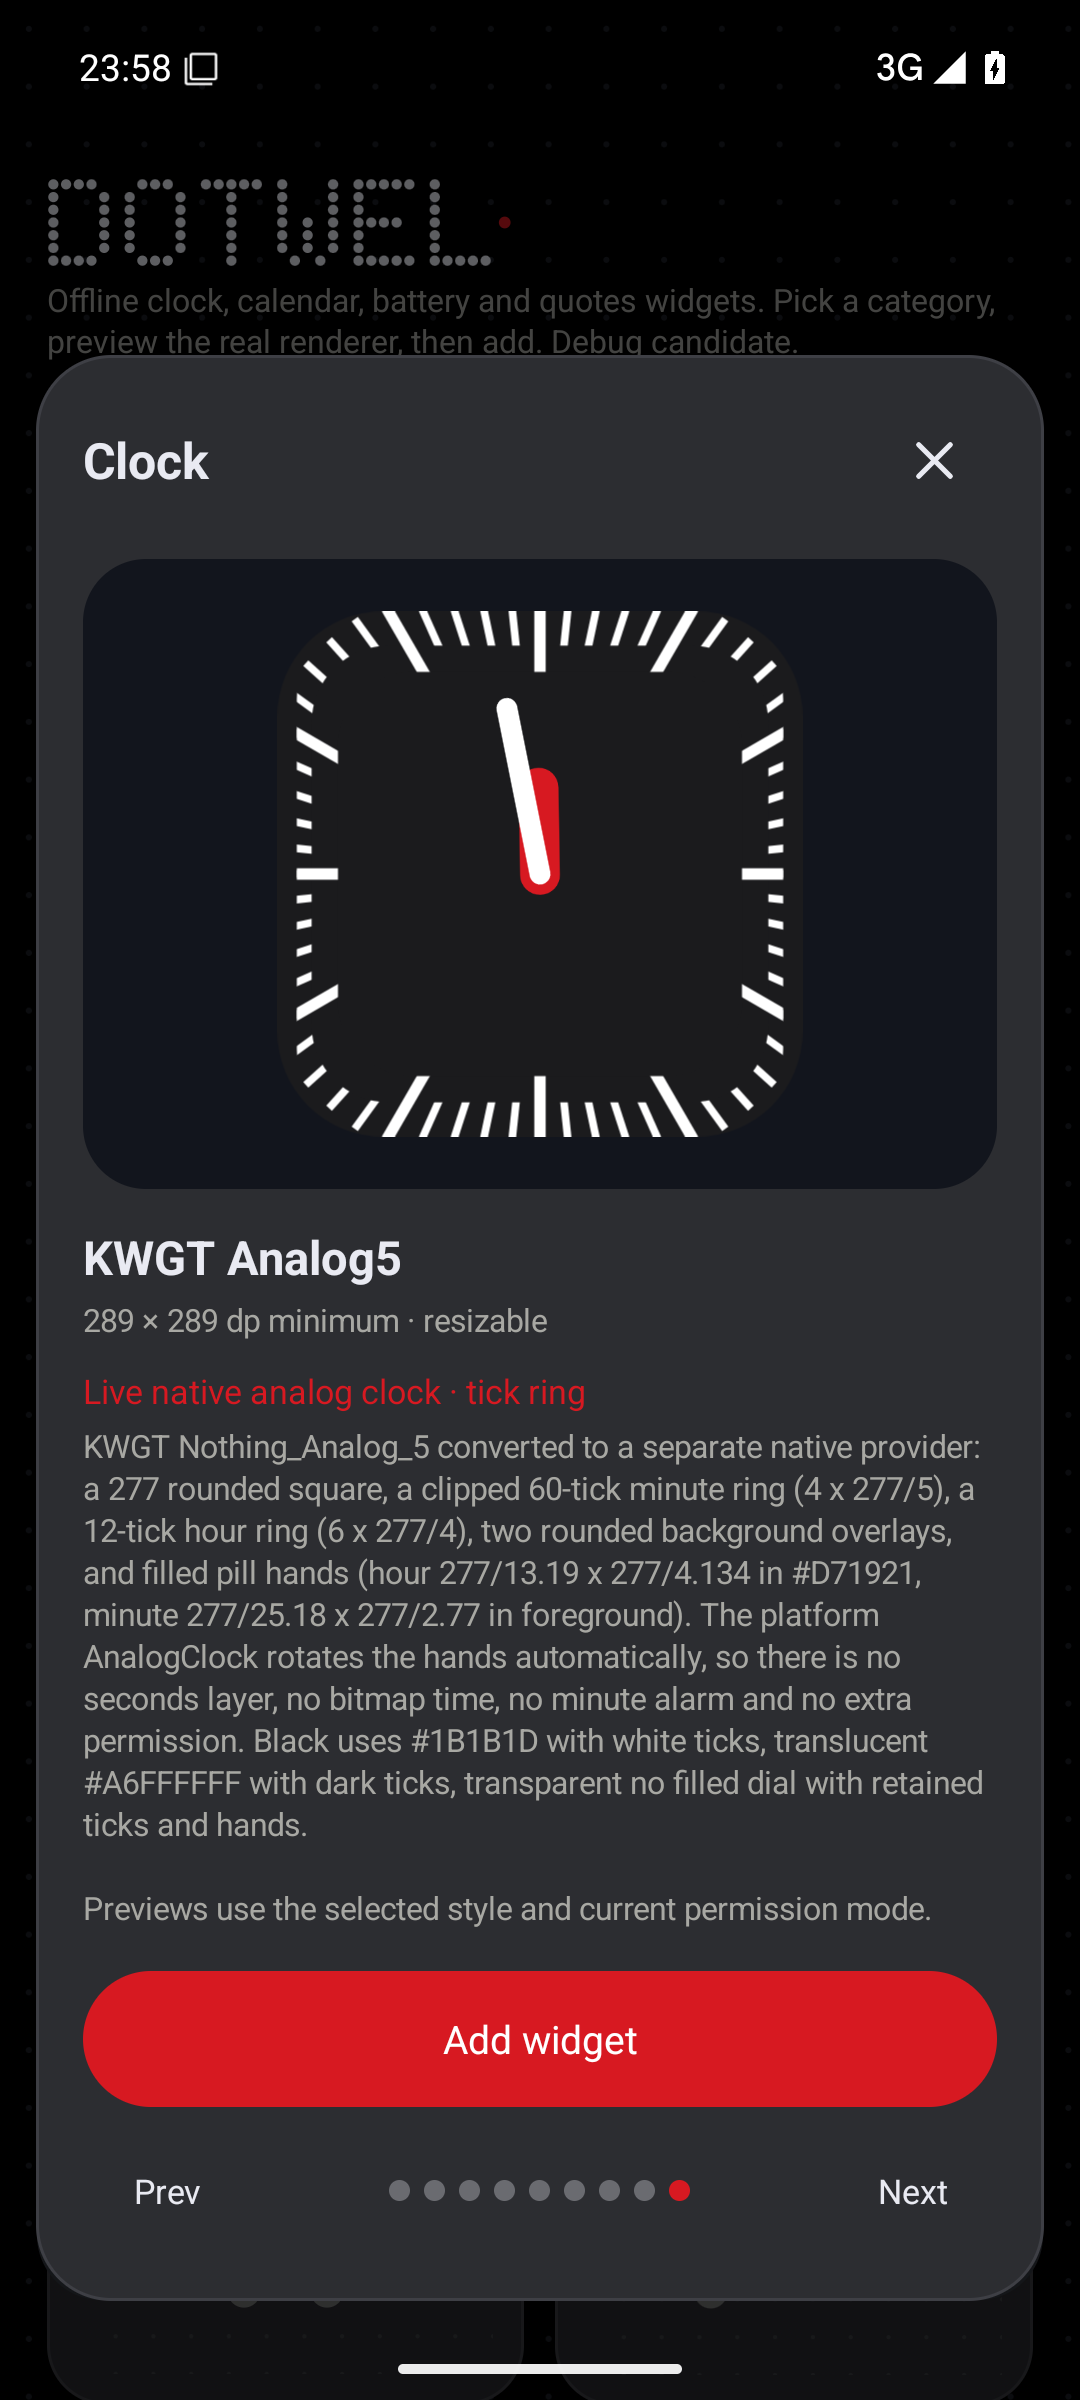 23:58
3G
DOTWEL
Offline clock, calendar, battery and quotes widgets. Pick a category,
preview the real renderer, then add. Debug candidate.
Clock
KWGT Analog5
289 × 289 dp minimum · resizable
Live native analog clock · tick ring
KWGT Nothing_Analog_5 converted to a separate native provider:
a 277 rounded square, a clipped 60-tick minute ring (4 x 277/5), a
12-tick hour ring (6 x 277/4), two rounded background overlays,
and filled pill hands (hour 277/13.19 x 277/4.134 in #D71921,
minute 277/25.18 x 277/2.77 in foreground). The platform
AnalogClock rotates the hands automatically, so there is no
seconds layer, no bitmap time, no minute alarm and no extra
permission. Black uses #1B1B1D with white ticks, translucent
#A6FFFFFF with dark ticks, transparent no filled dial with retained
ticks and hands.
Previews use the selected style and current permission mode.
Add widget
Prev
Next